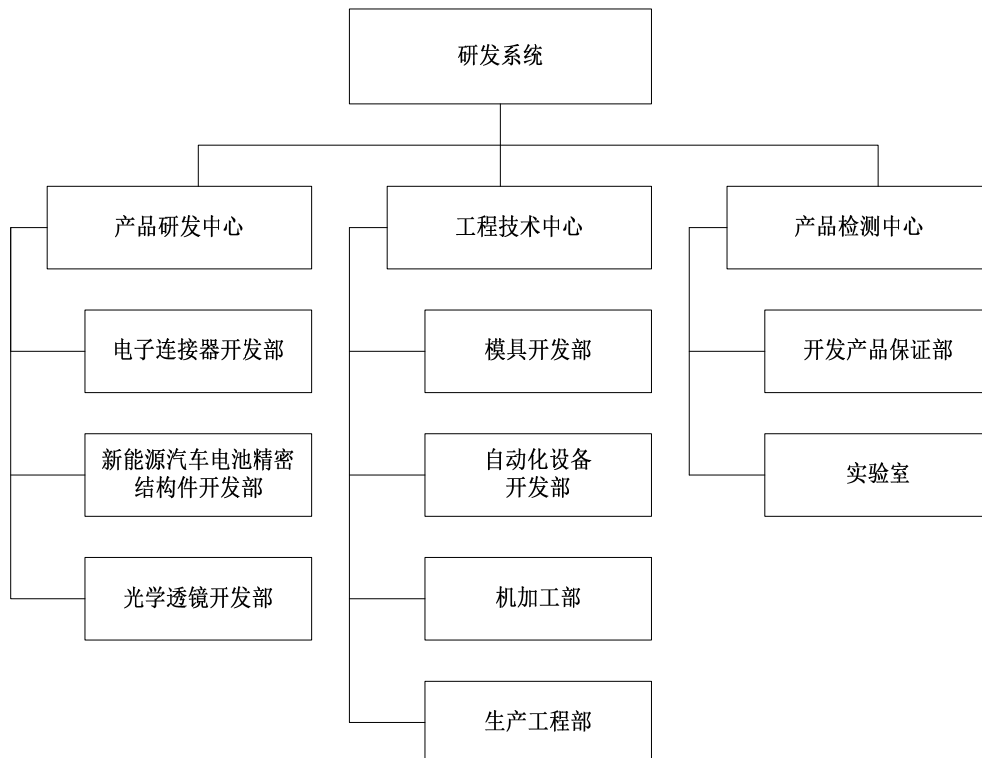 研发系统
产品研发中心
工程技术中心
产品检测中心
电子连接器开发部
模具开发部
开发产品保证部
新能源汽车电池精密
结构件开发部
自动化设备
开发部
实验室
光学透镜开发部
机加工部
生产工程部